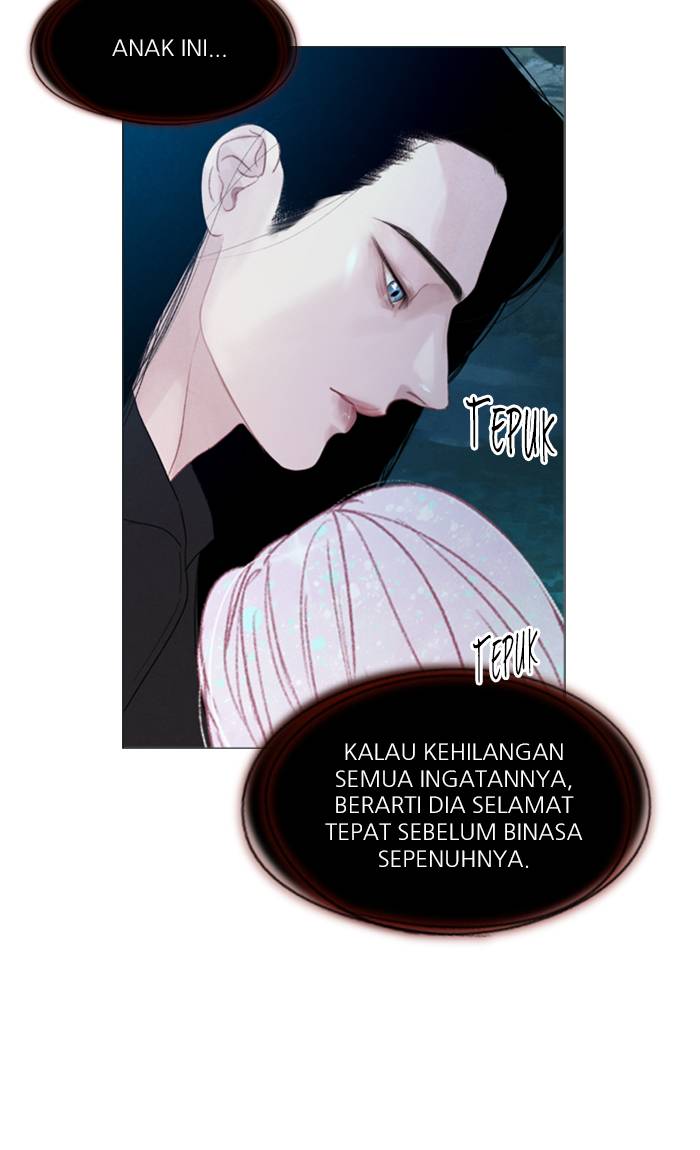 ANAK INI...
TEPUK
TEPUK
KALAU KEHILANGAN
SEMUA INGATANNYA,
BERARTI DIA SELAMAT
TEPAT SEBELUM BINASA
SEPENUHNYA.